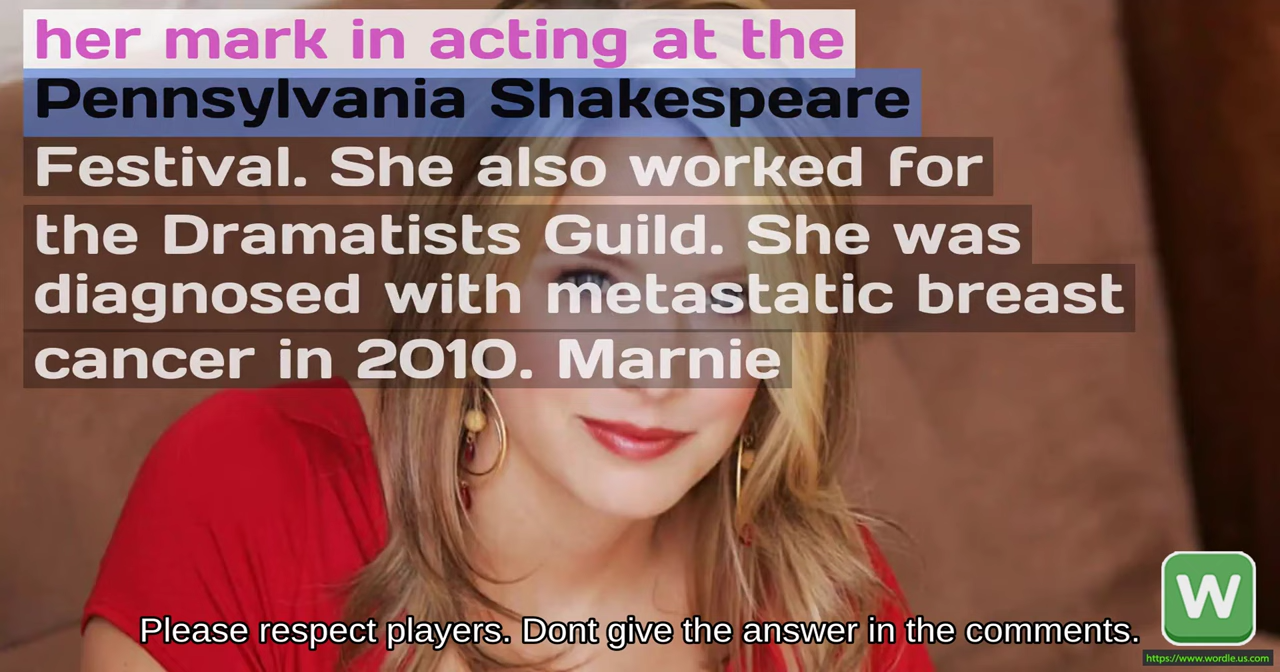 her mark in acting at the
Pennsylvania Shakespeare
Festival. She also worked for
the Dramatists Guild. She was
diagnosed with metastatic breast
cancer in 2010. Marnie
Please respect players. Dont give the answer in the comments.
W
https://www.wordle.us.com